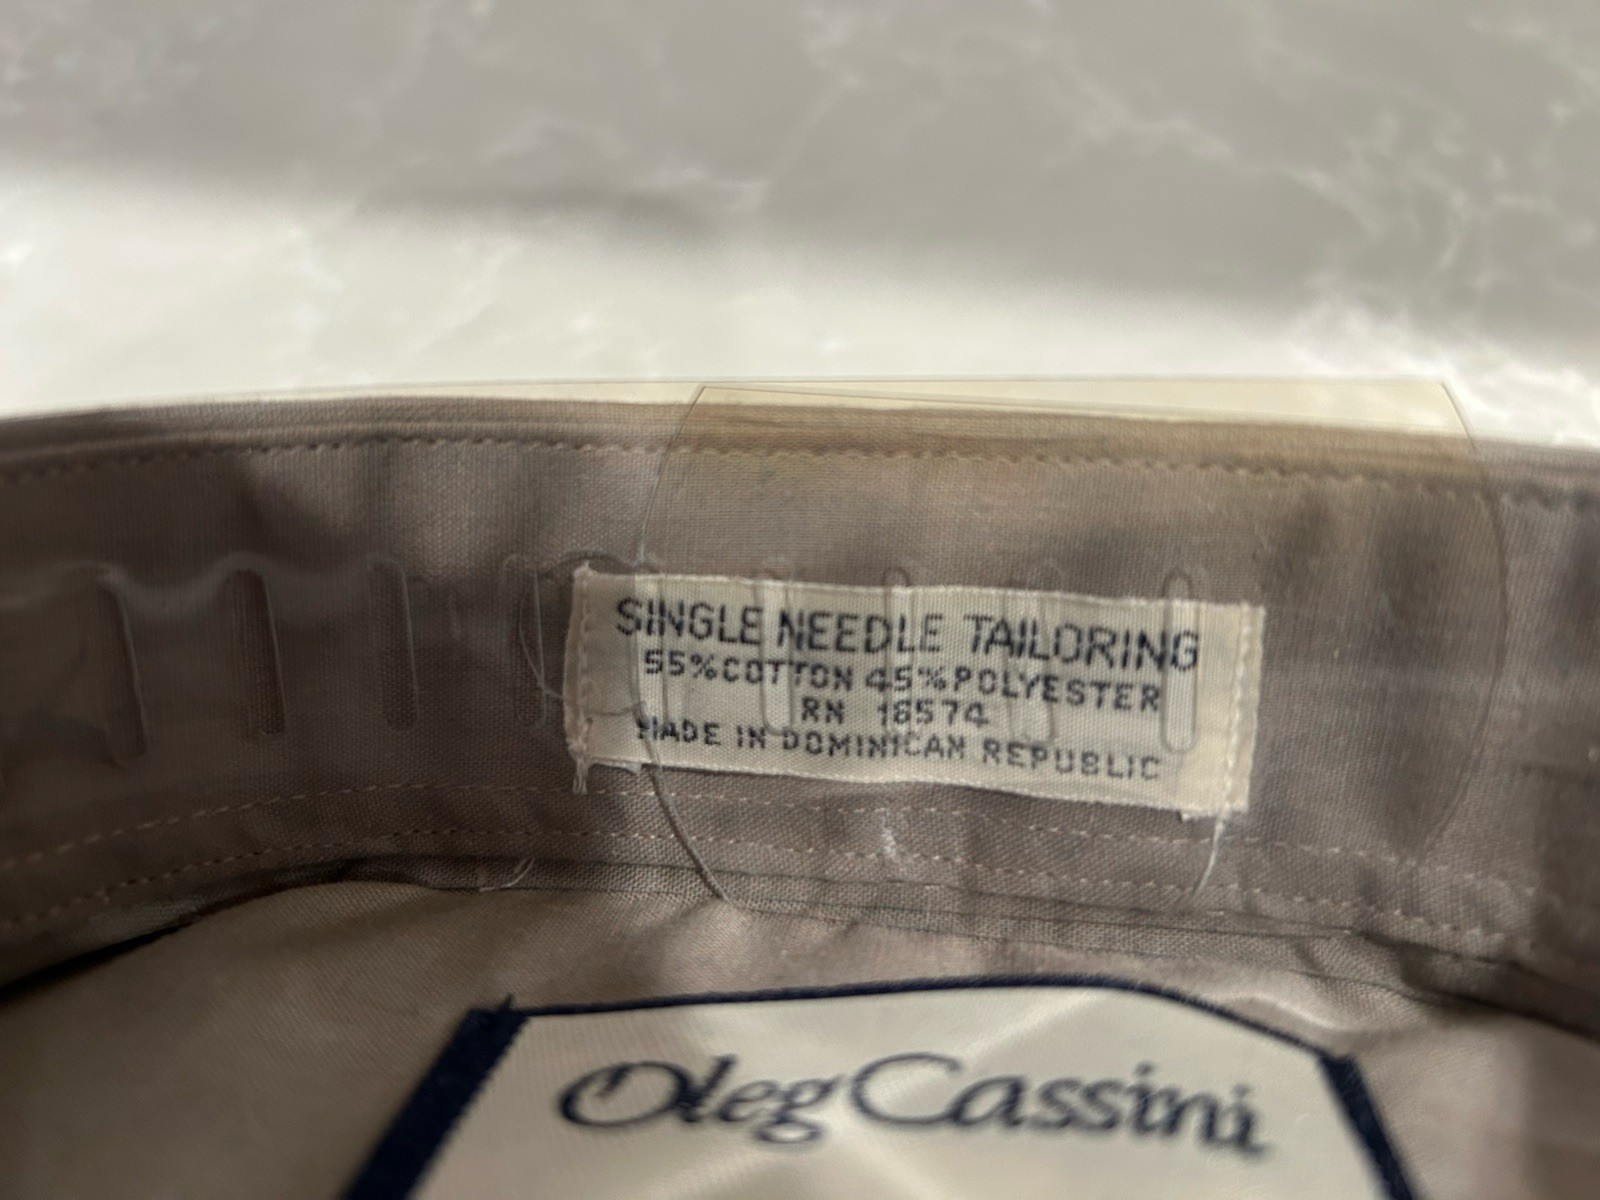 SINGLE NEEDLE TAILORING
55% COTTON 45% POLYESTER
RN 18574
MADE IN DOMINICAN REPUBLIC
Oleg Cassini